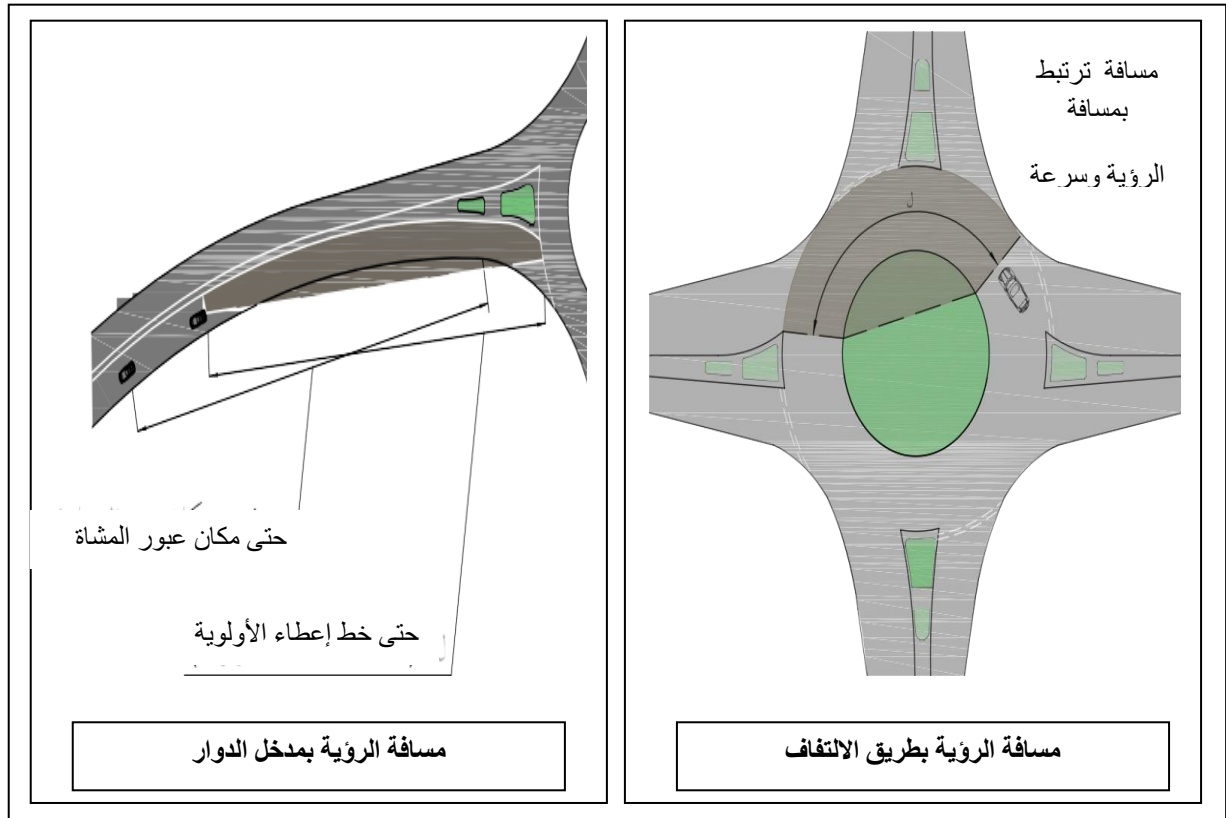 مسافة ترتبط
بمسافة
الرؤية وسرعة
ل
مسافة الرؤية بطريق الالتفاف
حتى مكان عبور المشاة
حتى خط إعطاء الأولوية
مسافة الرؤية بمدخل الدوار